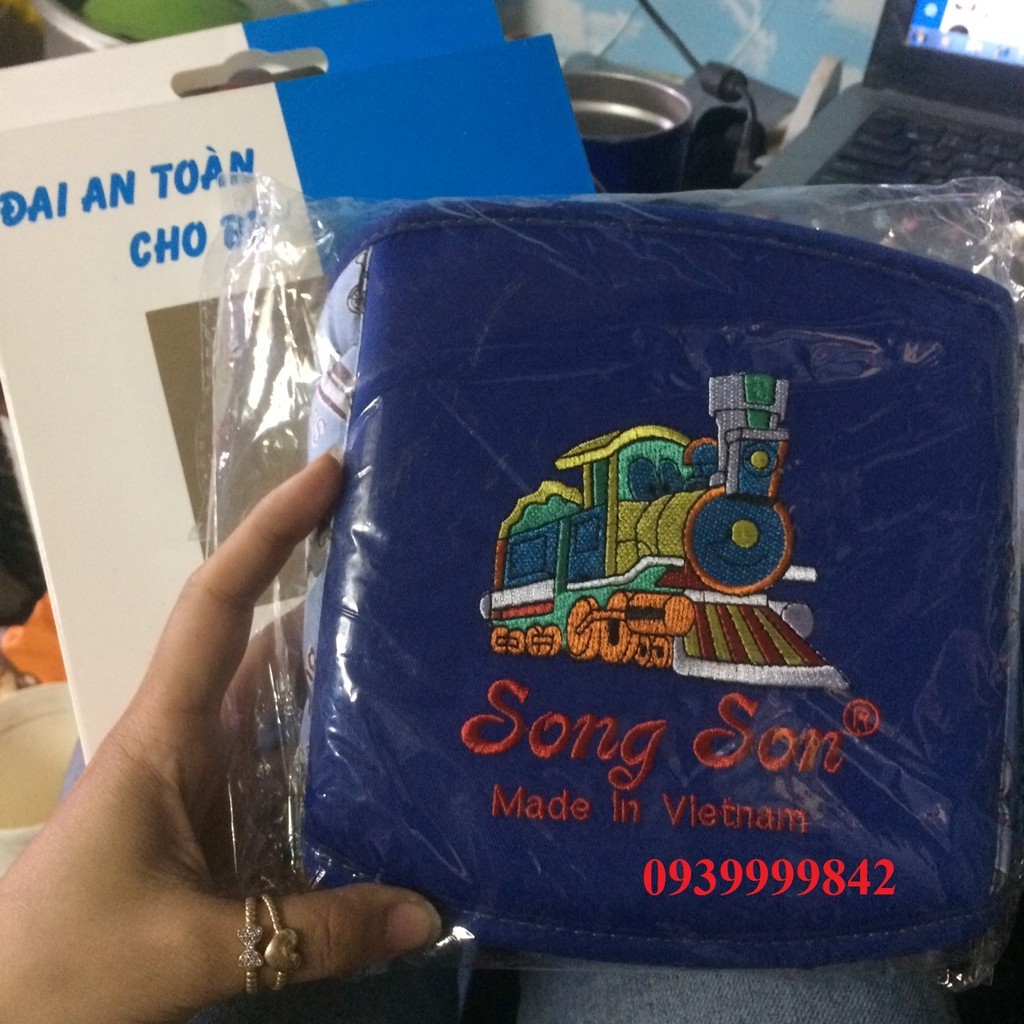 ĐAI AN TOÀN
CHO
Song Son®
Made In Vietnam
0939999842